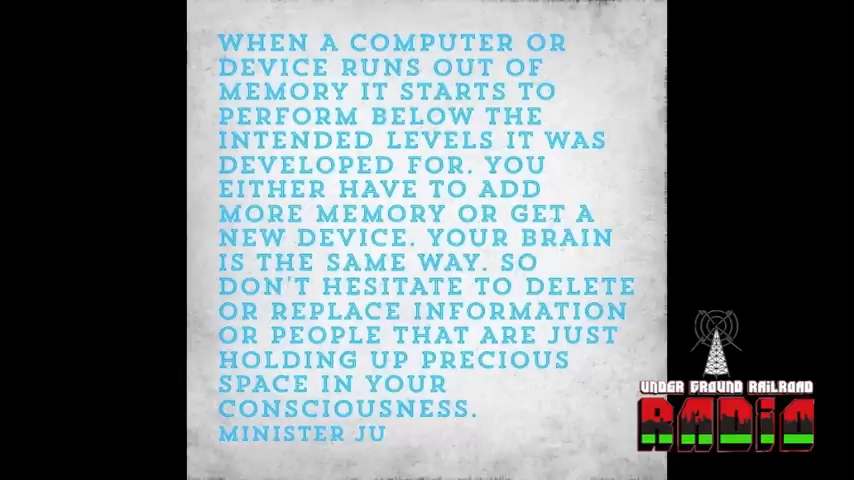 WHEN A COMPUTER OR
DEVICE RUNS OUT OF
MEMORY IT STARTS TO
PERFORM BELOW THE
INTENDED LEVELS IT WAS
DEVELOPED FOR. YOU
EITHER HAVE TO ADD
MORE MEMORY OR GET A
NEW DEVICE. YOUR BRAIN
IS THE SAME WAY. SO
DON'T HESITATE TO DELETE
OR REPLACE INFORMATION
OR PEOPLE THAT ARE JUST
HOLDING UP PRECIOUS
SPACE IN YOUR
CONSCIOUSNESS.
MINISTER JU
UNDER GROUND RAILROAD
RADIO